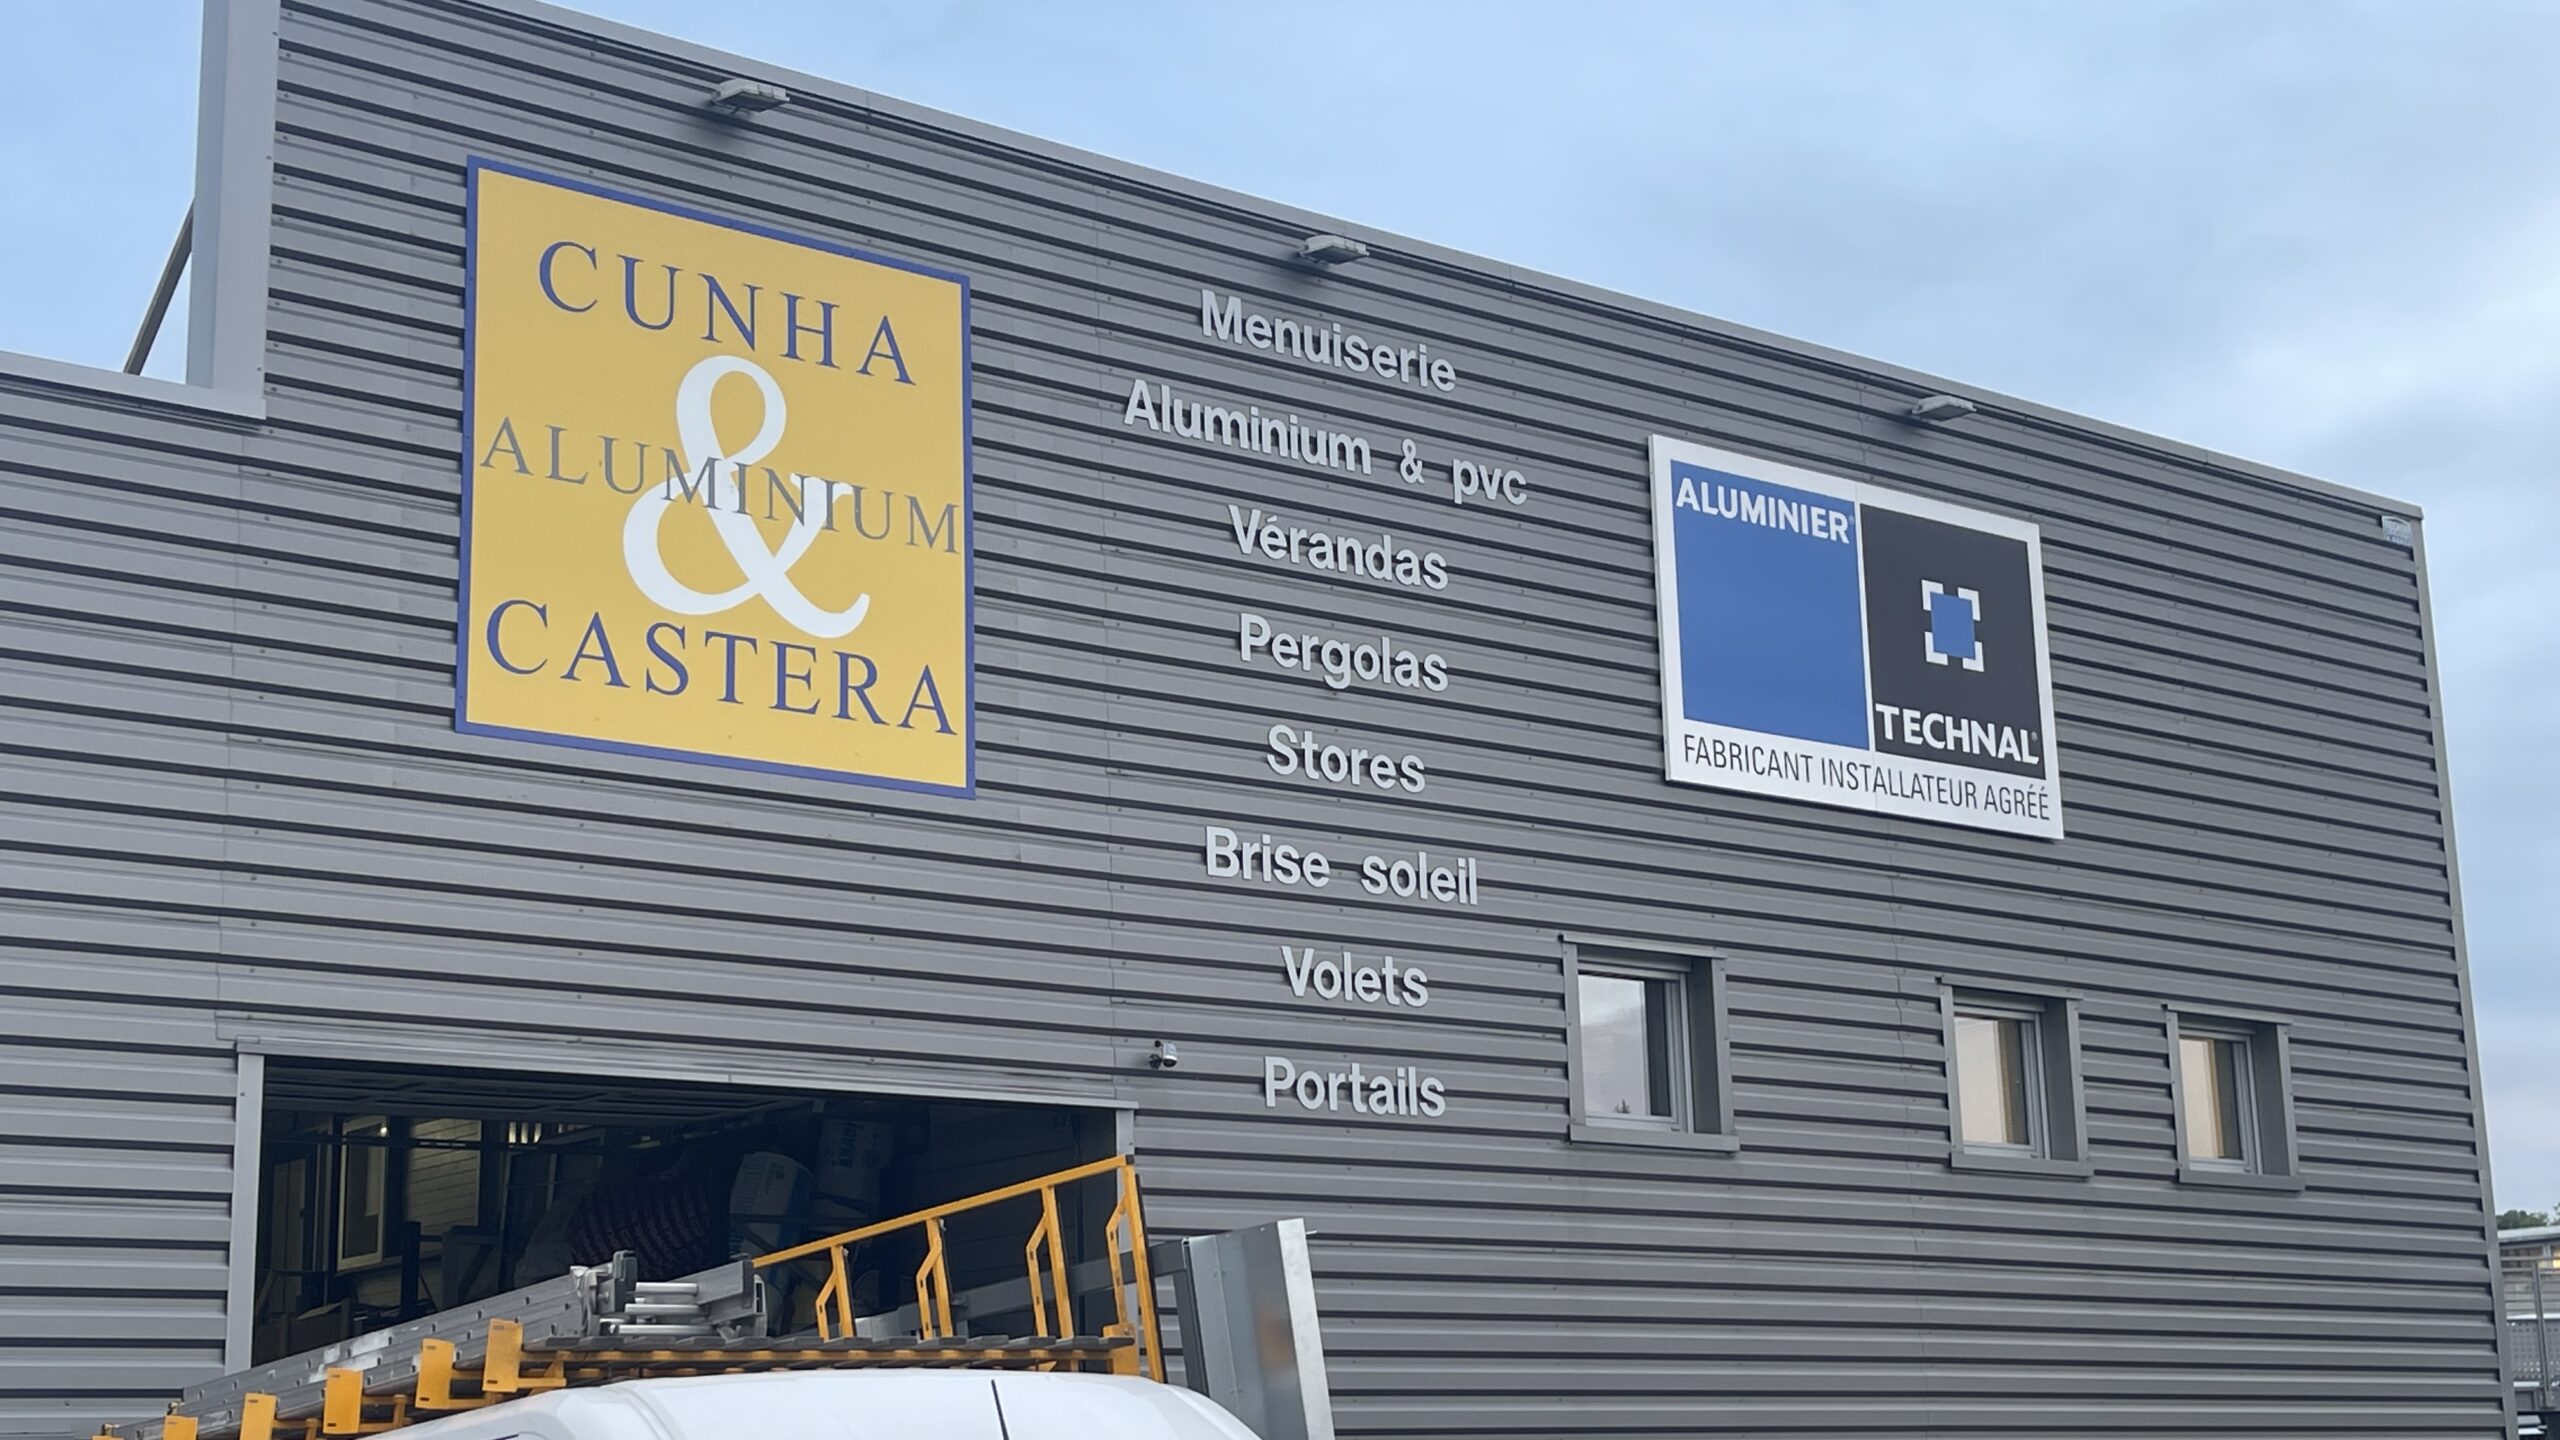 CUNHA
&
ALUMINIUM
CASTERA
Menuiserie
Aluminium & pvc
Vérandas
Pergolas
Stores
Brise soleil
Volets
Portails
ALUMINIER®
TECHNAL®
FABRICANT INSTALLATEUR AGRÉÉ